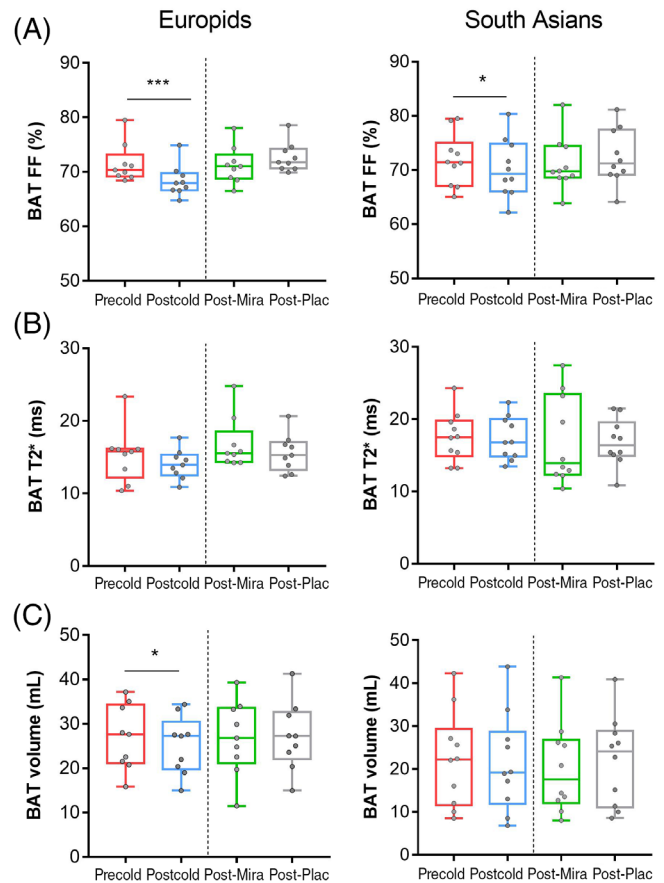 Europids
South Asians
(A)
90
80
70
60
50
BAT FF (%)
***
Precold Postcold Post-Mira Post-Plac
90
80
70
60
50
BAT FF (%)
*
Precold Postcold Post-Mira Post-Plac
(B)
30
20
10
0
BAT T2* (ms)
Precold Postcold Post-Mira Post-Plac
30
20
10
0
BAT T2* (ms)
Precold Postcold Post-Mira Post-Plac
(C)
50
40
30
20
10
0
BAT volume (mL)
*
Precold Postcold Post-Mira Post-Plac
50
40
30
20
10
0
BAT volume (mL)
Precold Postcold Post-Mira Post-Plac